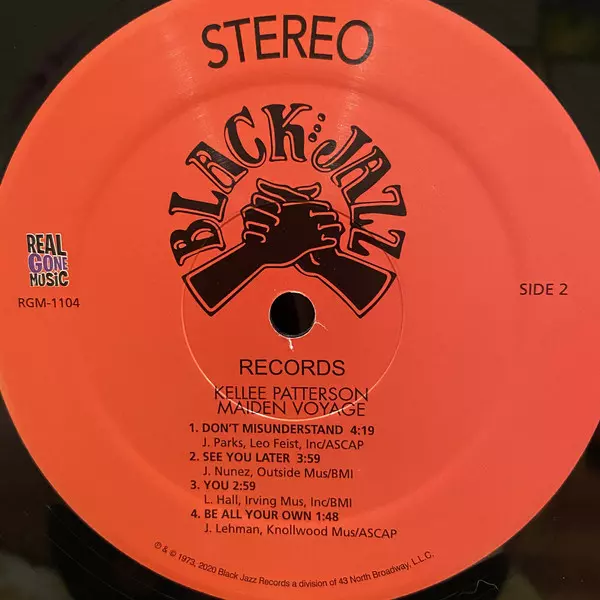 STEREO
BLACK JAZZ
REAL
GONE
MUSIC
RGM-1104
SIDE 2
RECORDS
KELLEE PATTERSON
MAIDEN VOYAGE
1. DON'T MISUNDERSTAND 4:19
J. Parks, Leo Feist, Inc/ASCAP
2. SEE YOU LATER 3:59
J. Nunez, Outside Mus/BMI
3. YOU 2:59
L. Hall, Irving Mus, Inc/BMI
4. BE ALL YOUR OWN 1:48
J. Lehman, Knollwood Mus/ASCAP
℗ & © 1973, 2020 Black Jazz Records a division of 43 North Broadway, L.L.C.